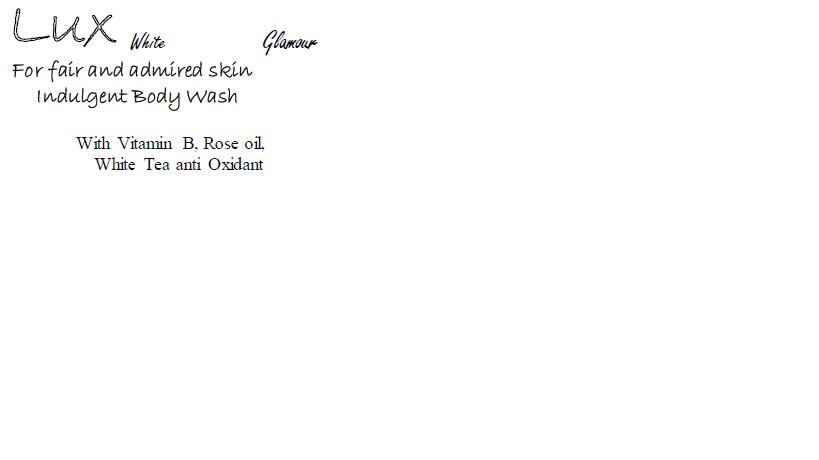 Lux White Glamour
For fair and admired skin
Indulgent Body Wash
With Vitamin B, Rose oil,
White Tea anti Oxidant